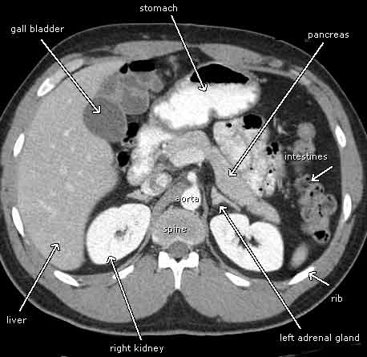 stomach
gall bladder
pancreas
intestines
aorta
spine
liver
right kidney
left adrenal gland
rib